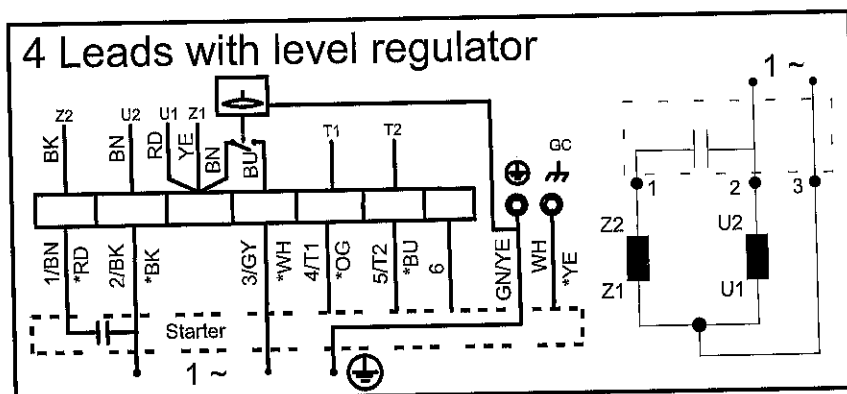 4 Leads with level regulator
1 ~
Z2 U2 U1 Z1
T1 T2 GC
BK BN RD YE BN BU
1 2 3
Z2 U2
Z1 U1
1/BN *RD 2/BK *BK 3/GY *WH 4/T1 *OG 5/T2 *BU 6 GN/YE WH *YE
Starter
1 ~